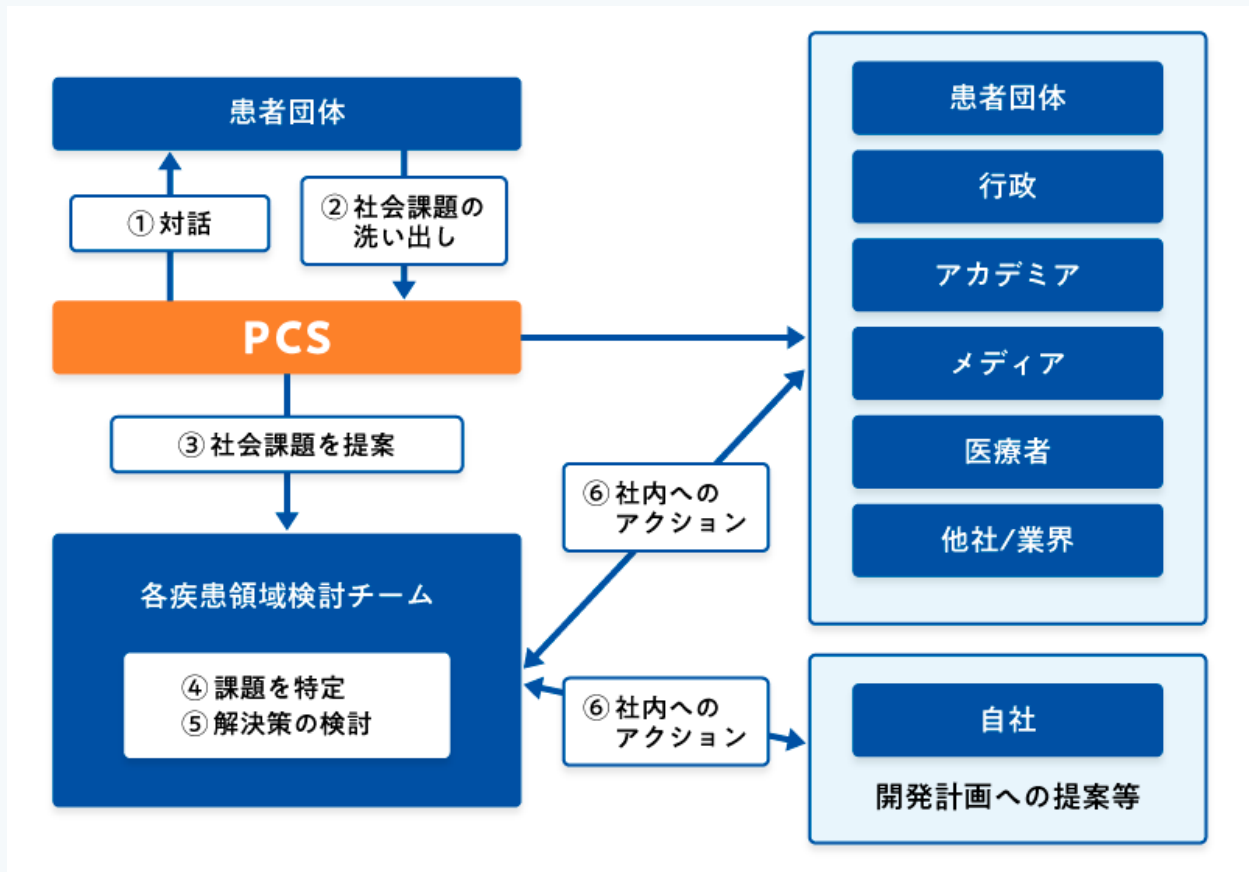 患者団体
①対話
②社会課題の
洗い出し
PCS
③社会課題を提案
各疾患領域検討チーム
④課題を特定
⑤解決策の検討
⑥社内への
アクション
⑥社内への
アクション
患者団体
行政
アカデミア
メディア
医療者
他社/業界
自社
開発計画への提案等